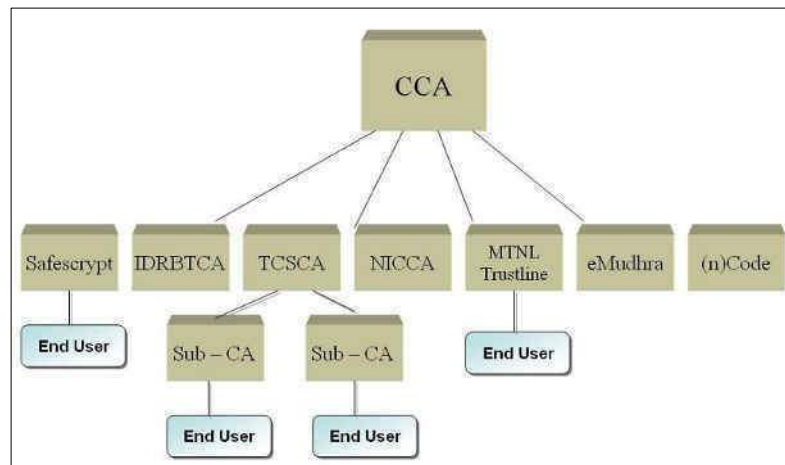 CCA
Safescrypt
IDRBTCA
TCSCA
NICCA
MTNL
Trustline
eMudhra
(n)Code
End User
Sub – CA
Sub – CA
End User
End User
End User